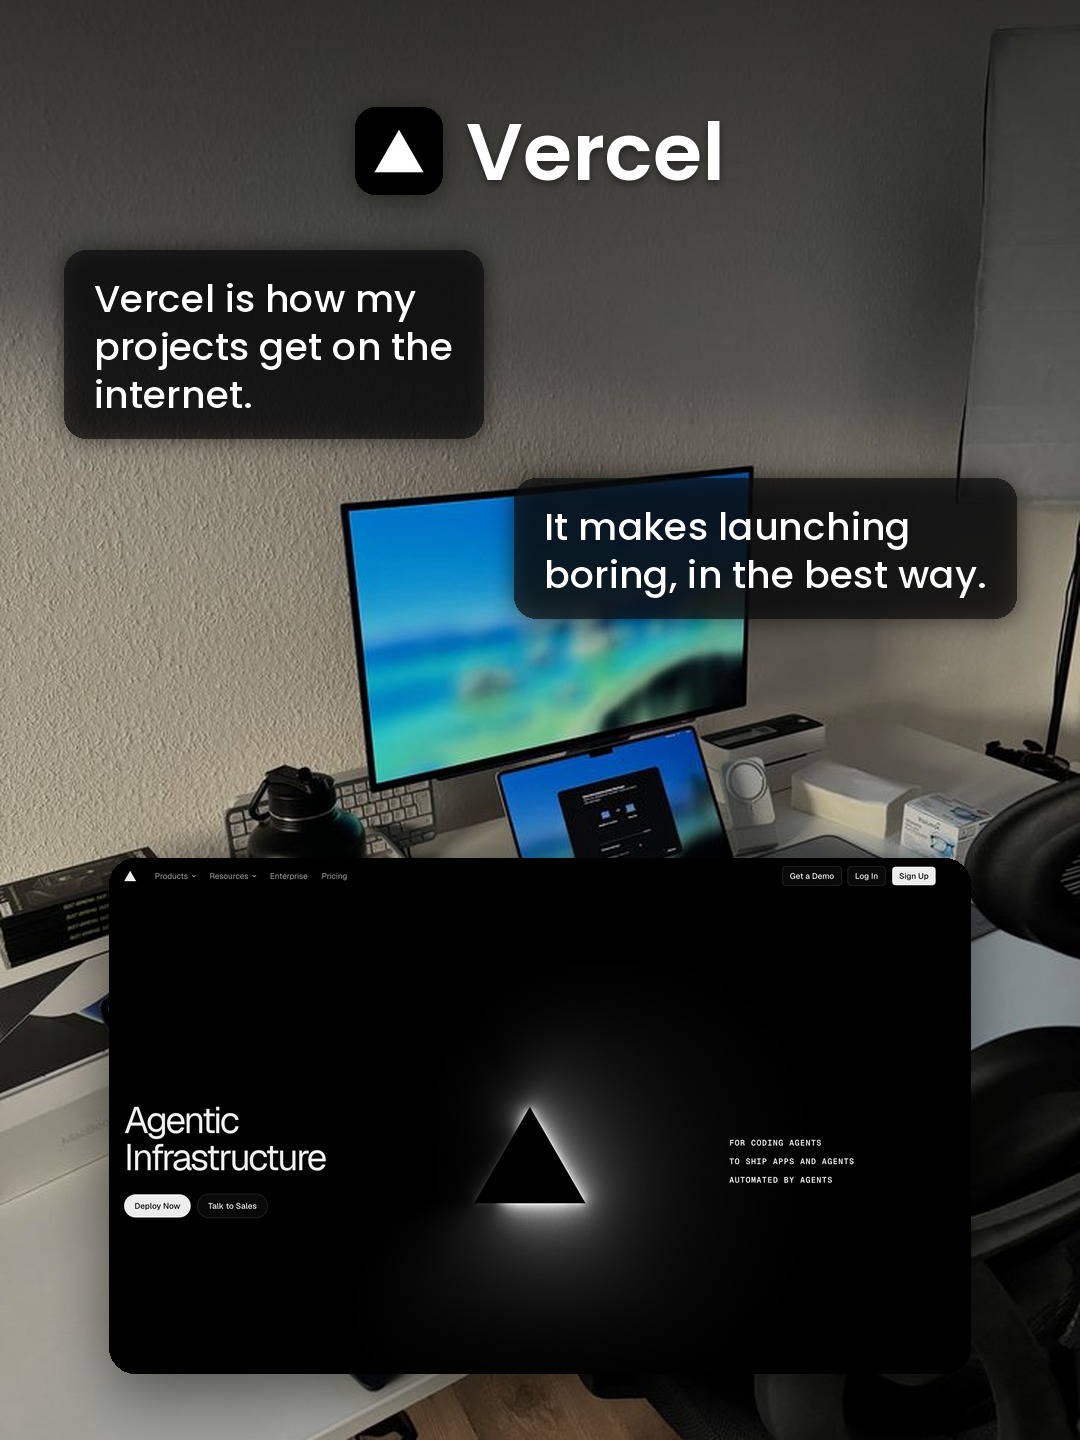 Vercel
Vercel is how my
projects get on the
internet.
It makes launching
boring, in the best way.
Products
Resources
Enterprise
Pricing
Get a Demo
Log In
Sign Up
Agentic
Infrastructure
Deploy Now
Talk to Sales
FOR CODING AGENTS
TO SHIP APPS AND AGENTS
AUTOMATED BY AGENTS